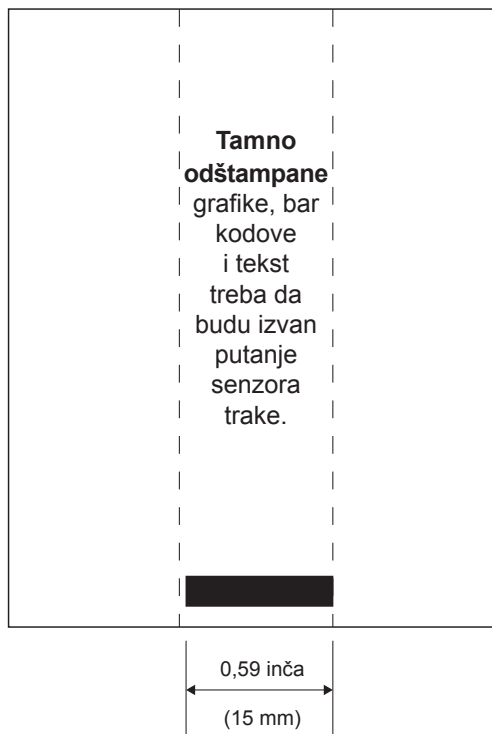 Tamno
odštampane
grafike, bar
kodove
i tekst
treba da
budu izvan
putanje
senzora
trake.
0,59 inča
(15 mm)